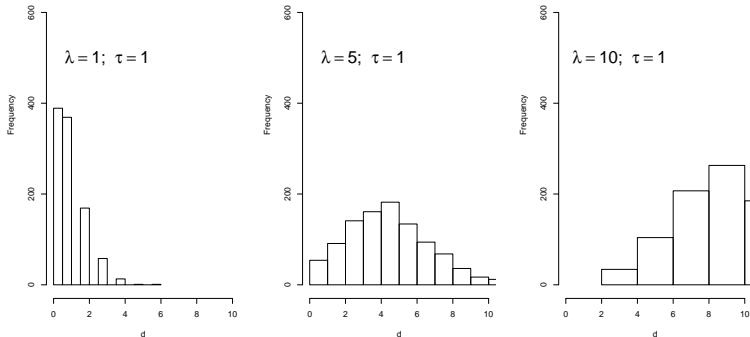 600
400
200
0
Frequency
λ = 1; τ = 1
0 2 4 6 8 10
d
600
400
200
0
Frequency
λ = 5; τ = 1
0 2 4 6 8 10
d
600
400
200
0
Frequency
λ = 10; τ = 1
0 2 4 6 8 10
d